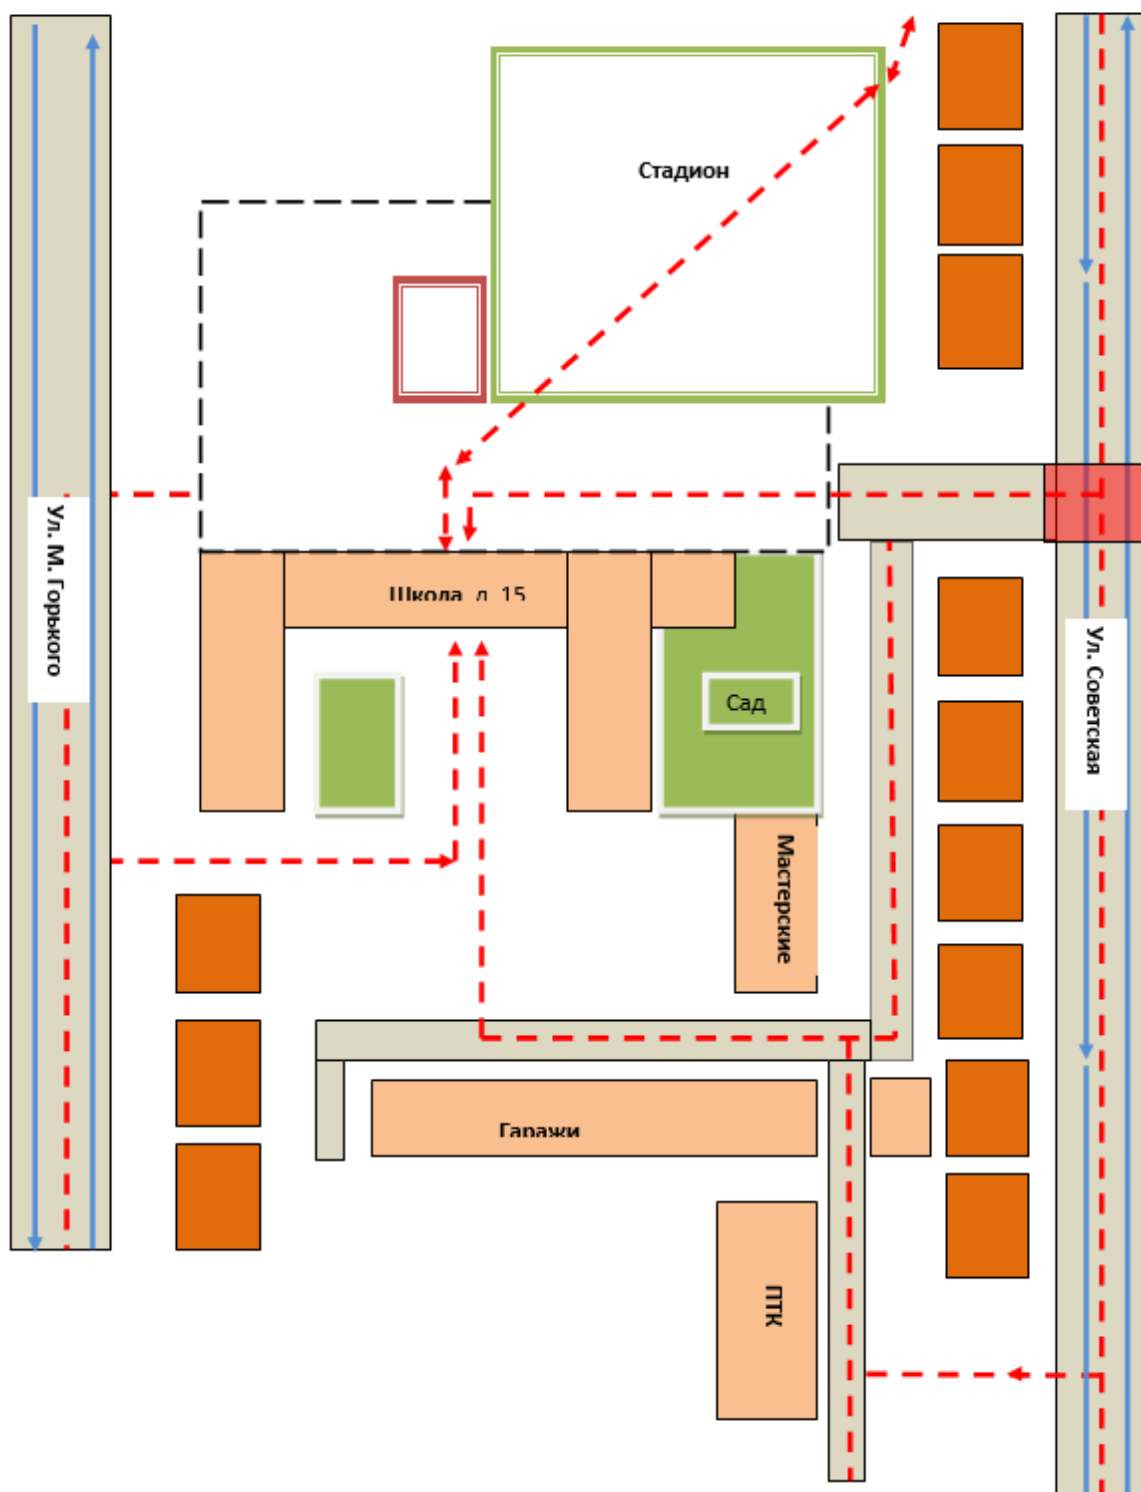 Стадион
Ул. М. Горького
Школа д. 15
Ул. Советская
Сад
Мастерские
Гаражи
ПТК